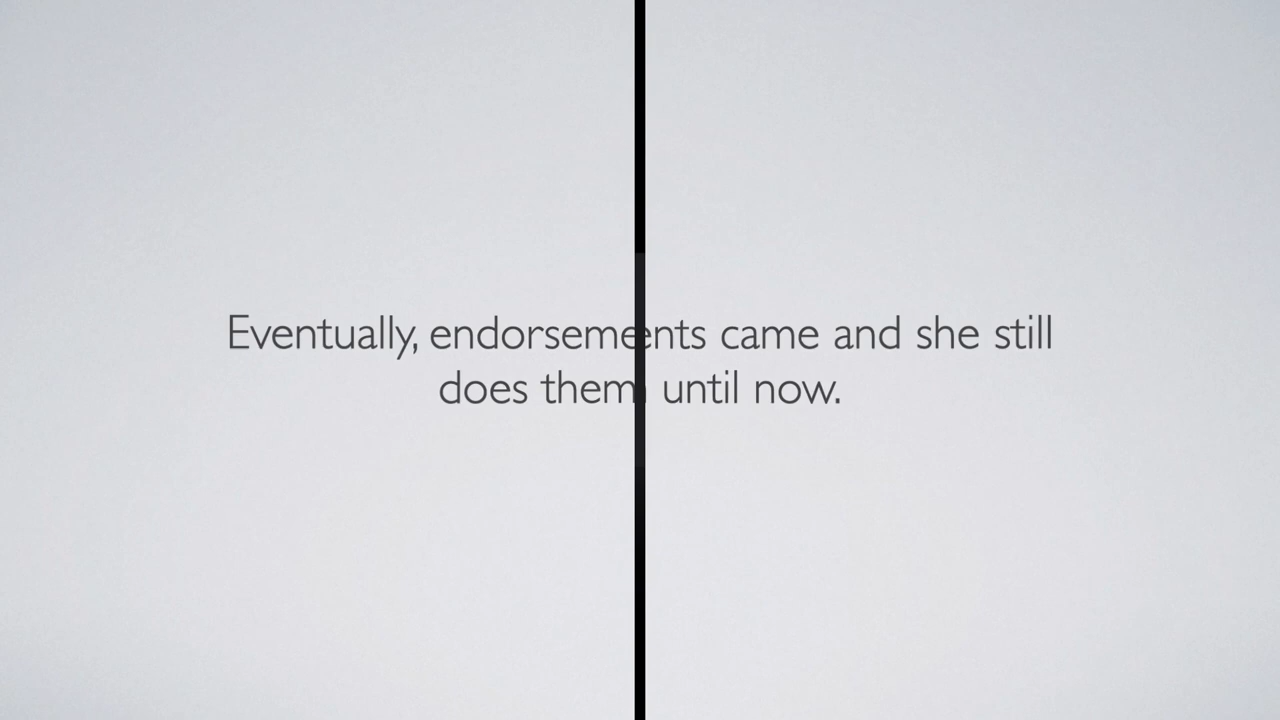 Eventually, endorsements came and she still
does them until now.